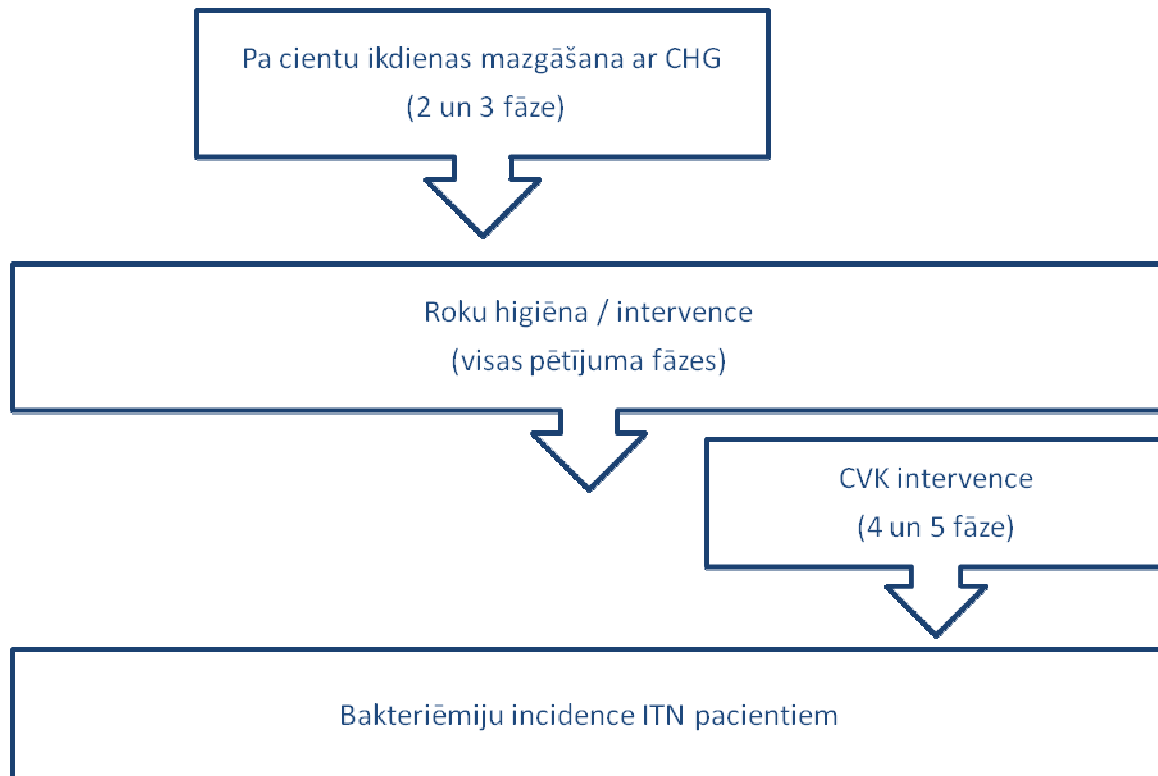 Pa cientu ikdienas mazgāšana ar CHG
(2 un 3 fāze)
Roku higiēna / intervence
(visas pētījuma fāzes)
CVK intervence
(4 un 5 fāze)
Bakteriēmiju incidence ITN pacientiem